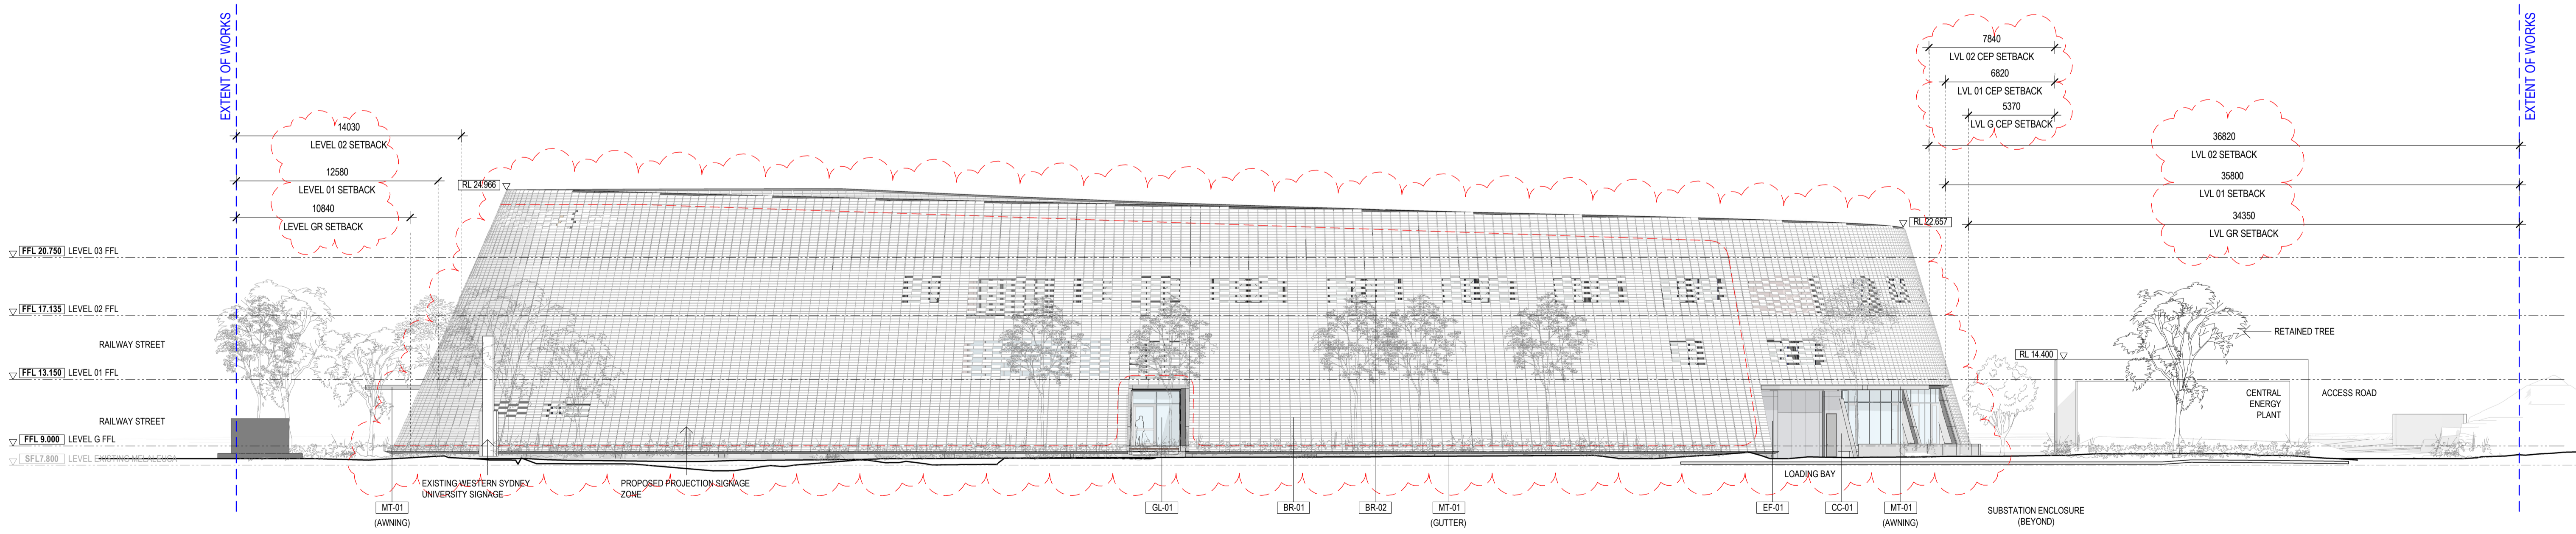 EXTENT OF WORKS
14030
LEVEL 02 SETBACK
12580
LEVEL 01 SETBACK
10840
LEVEL GR SETBACK
RL 24.966
7840
LVL 02 CEP SETBACK
6820
LVL 01 CEP SETBACK
5370
LVL G CEP SETBACK
36820
LVL 02 SETBACK
35800
LVL 01 SETBACK
34350
LVL GR SETBACK
EXTENT OF WORKS
RL 22.657
FFL 20.750 LEVEL 03 FFL
FFL 17.135 LEVEL 02 FFL
RAILWAY STREET
FFL 13.150 LEVEL 01 FFL
RAILWAY STREET
FFL 9.000 LEVEL G FFL
SFL7.800 LEVEL EXISTING MELALEUCA
RETAINED TREE
RL 14.400
CENTRAL
ENERGY
PLANT
ACCESS ROAD
EXISTING WESTERN SYDNEY
UNIVERSITY SIGNAGE
PROPOSED PROJECTION SIGNAGE
ZONE
LOADING BAY
MT-01
(AWNING)
GL-01
BR-01
BR-02
MT-01
(GUTTER)
EF-01
CC-01
MT-01
(AWNING)
SUBSTATION ENCLOSURE
(BEYOND)